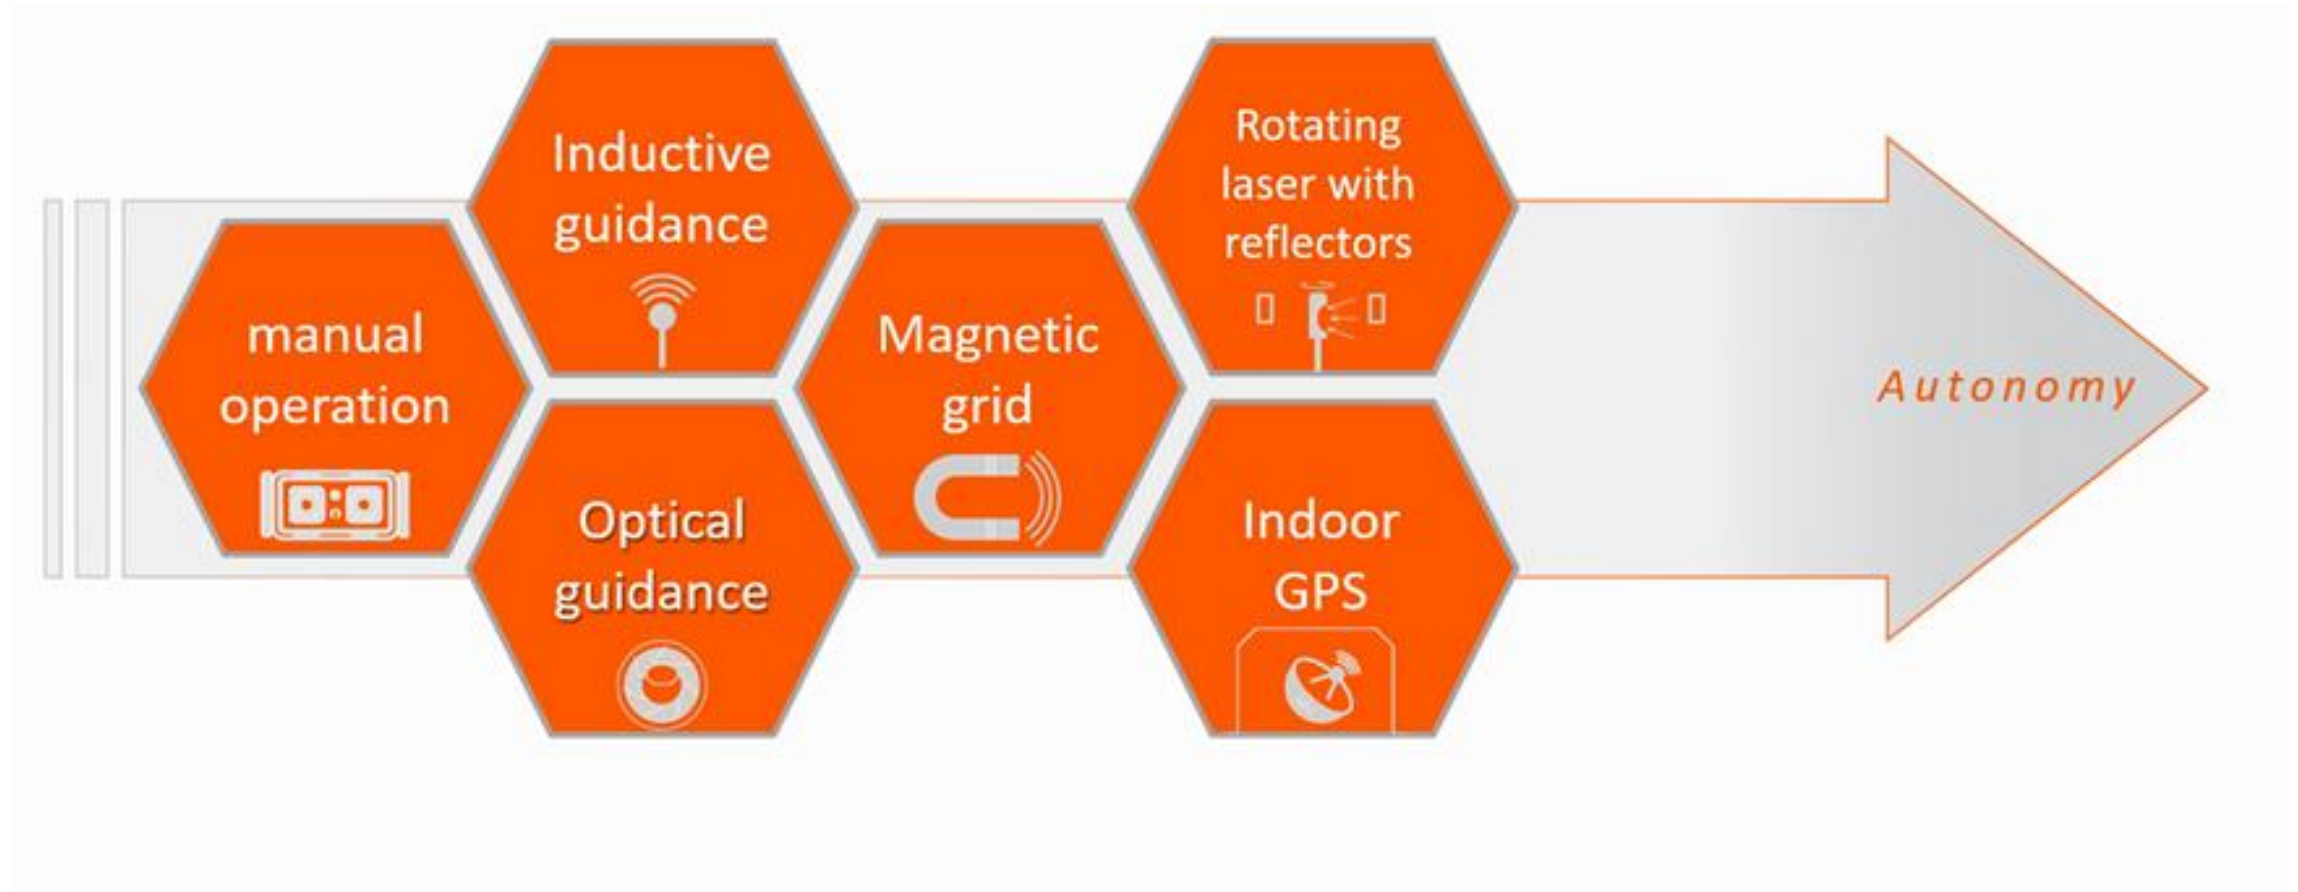 manual
operation
Inductive
guidance
Optical
guidance
Magnetic
grid
Rotating
laser with
reflectors
Indoor
GPS
Autonomy